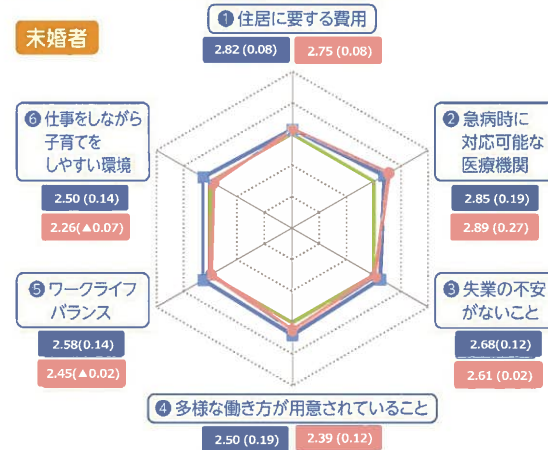 未婚者
❶ 住居に要する費用
2.82 (0.08) 2.75 (0.08)
❷ 急病時に
対応可能な
医療機関
2.85 (0.19)
2.89 (0.27)
❸ 失業の不安
がないこと
2.68(0.12)
2.61 (0.02)
❹ 多様な働き方が用意されていること
2.50 (0.19) 2.39 (0.12)
❺ ワークライフ
バランス
2.58(0.14)
2.45(▲0.02)
❻ 仕事をしながら
子育てを
しやすい環境
2.50 (0.14)
2.26(▲0.07)